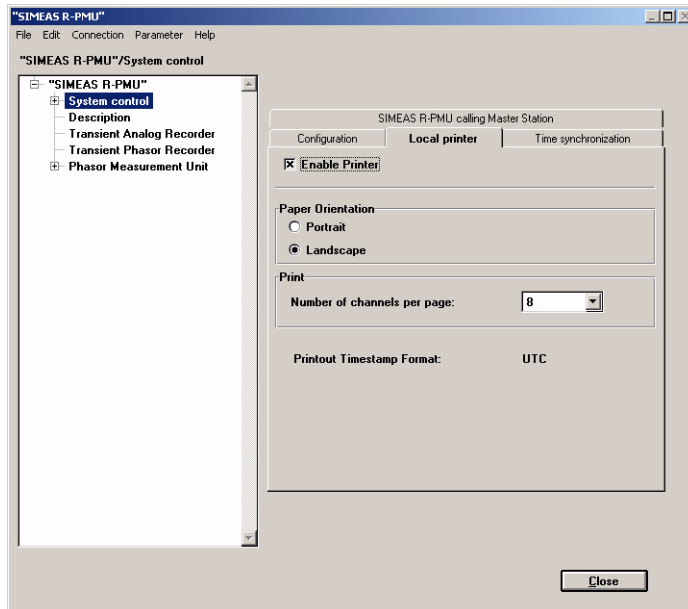 "SIMEAS R-PMU"
File Edit Connection Parameter Help
"SIMEAS R-PMU"/System control
"SIMEAS R-PMU"
System control
Description
Transient Analog Recorder
Transient Phasor Recorder
Phasor Measurement Unit
SIMEAS R-PMU calling Master Station
Configuration Local printer Time synchronization
Enable Printer
Paper Orientation
Portrait
Landscape
Print
Number of channels per page: 8
Printout Timestamp Format: UTC
Close